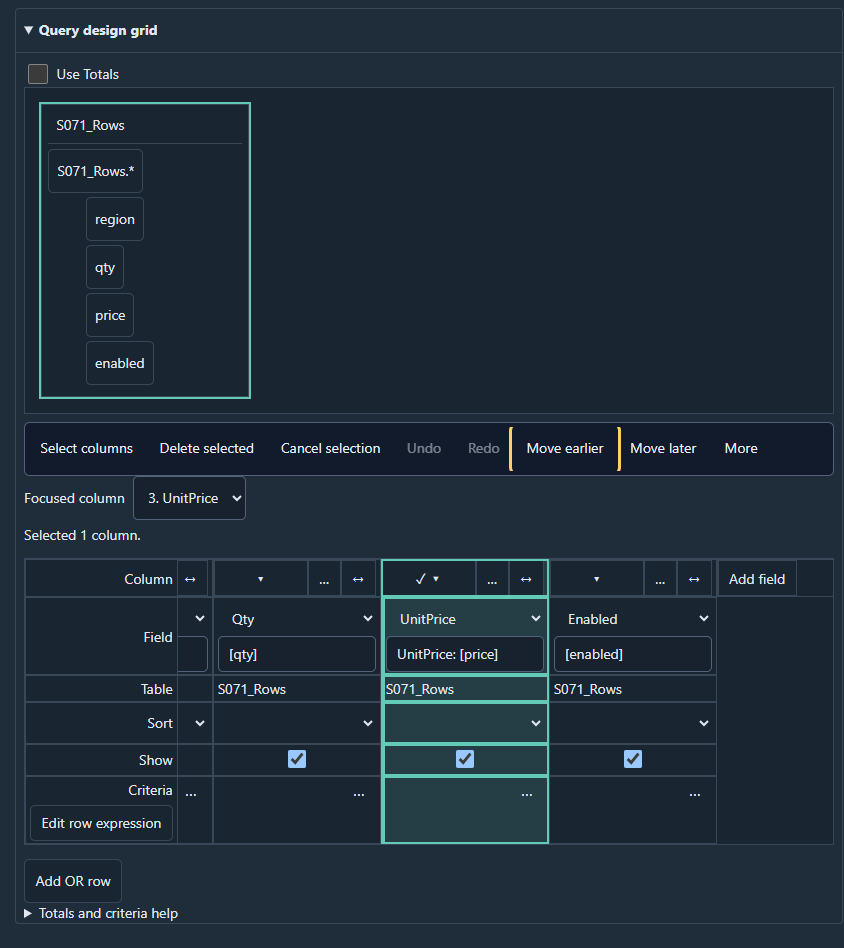 ▼ Query design grid
Use Totals
S071_Rows
S071_Rows.*
region
qty
price
enabled
Select columns Delete selected Cancel selection Undo Redo Move earlier Move later More
Focused column 3. UnitPrice
Selected 1 column.
Column ↔ ▾ ... ↔ ✓ ▾ ... ↔ ▾ ... ↔ Add field
Field Qty UnitPrice Enabled
[qty] UnitPrice: [price] [enabled]
Table S071_Rows S071_Rows S071_Rows
Sort
Show
Criteria ... ... ... ...
Edit row expression
Add OR row
▶ Totals and criteria help